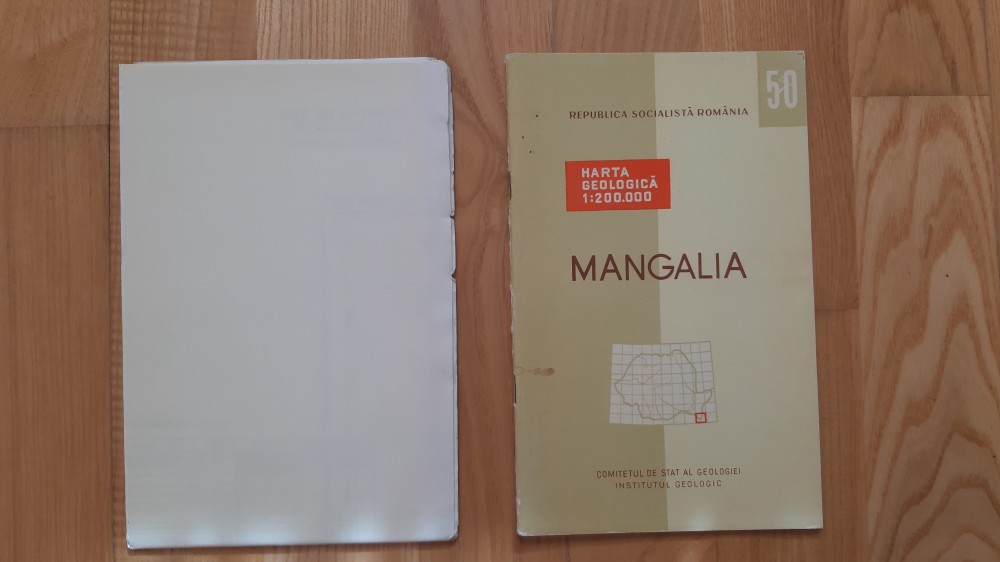 50
REPUBLICA SOCIALISTĂ ROMÂNIA
HARTA
GEOLOGICĂ
1:200.000
MANGALIA
COMITETUL DE STAT AL GEOLOGIEI
INSTITUTUL GEOLOGIC